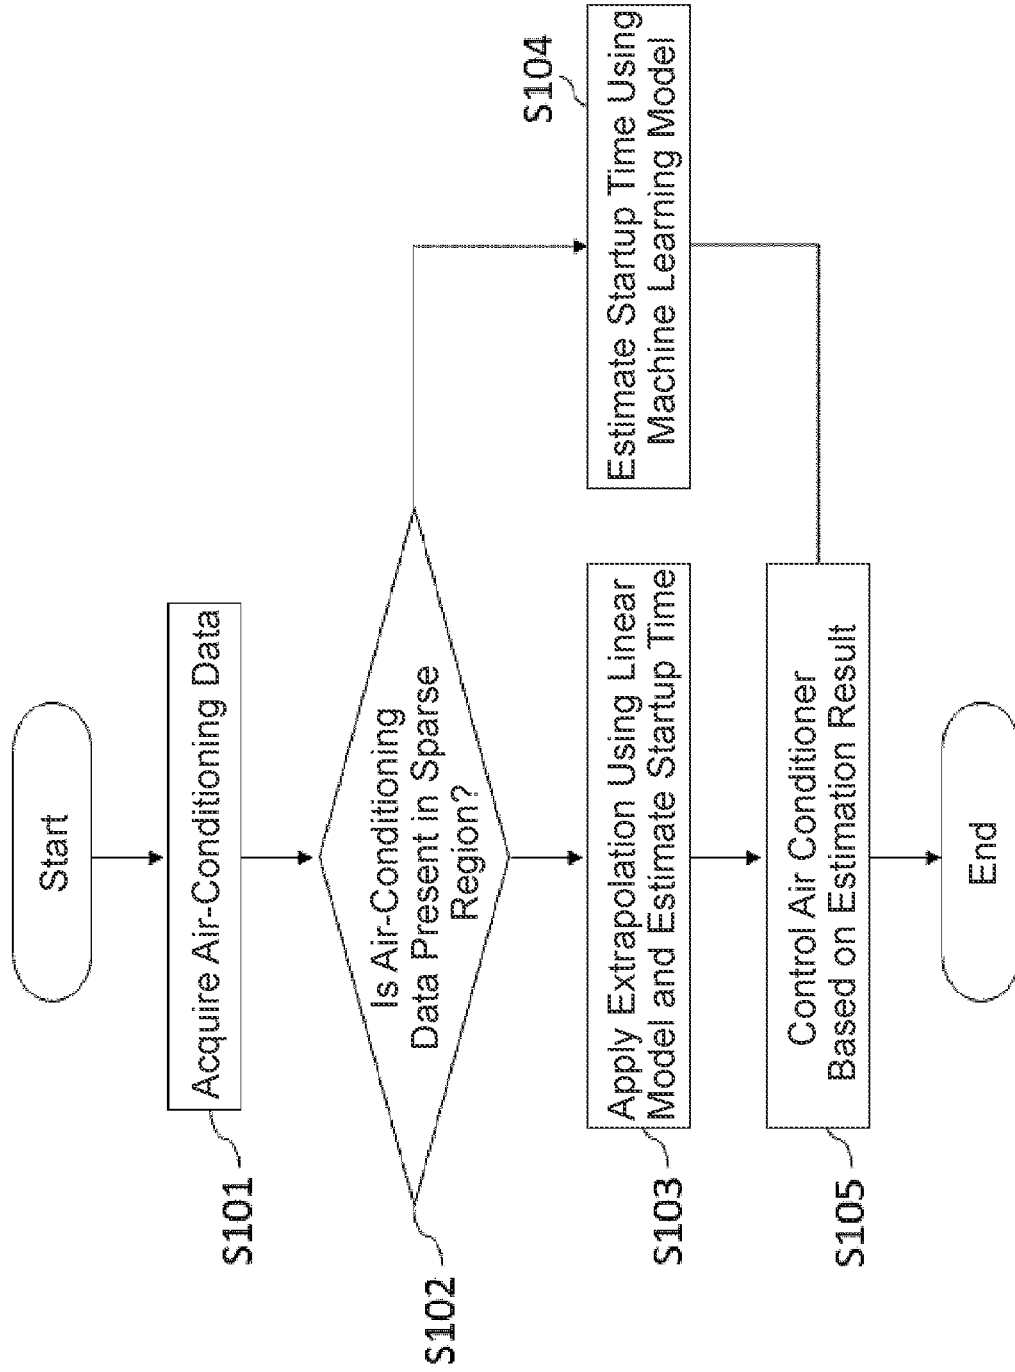 Start
Acquire Air-Conditioning Data
S101
Is Air-Conditioning
Data Present in Sparse
Region?
S102
Apply Extrapolation Using Linear
Model and Estimate Startup Time
S103
Estimate Startup Time Using
Machine Learning Model
S104
Control Air Conditioner
Based on Estimation Result
S105
End